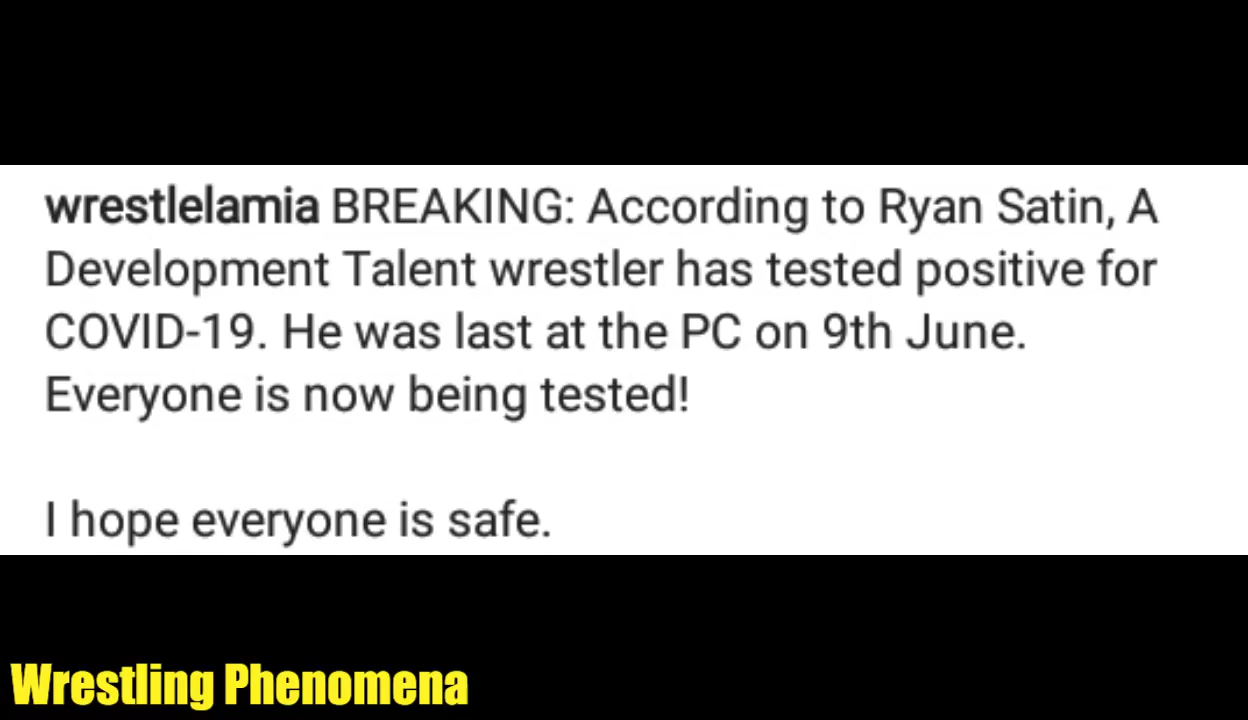 wrestlelamia BREAKING: According to Ryan Satin, A
Development Talent wrestler has tested positive for
COVID-19. He was last at the PC on 9th June.
Everyone is now being tested!
I hope everyone is safe.
Wrestling Phenomena